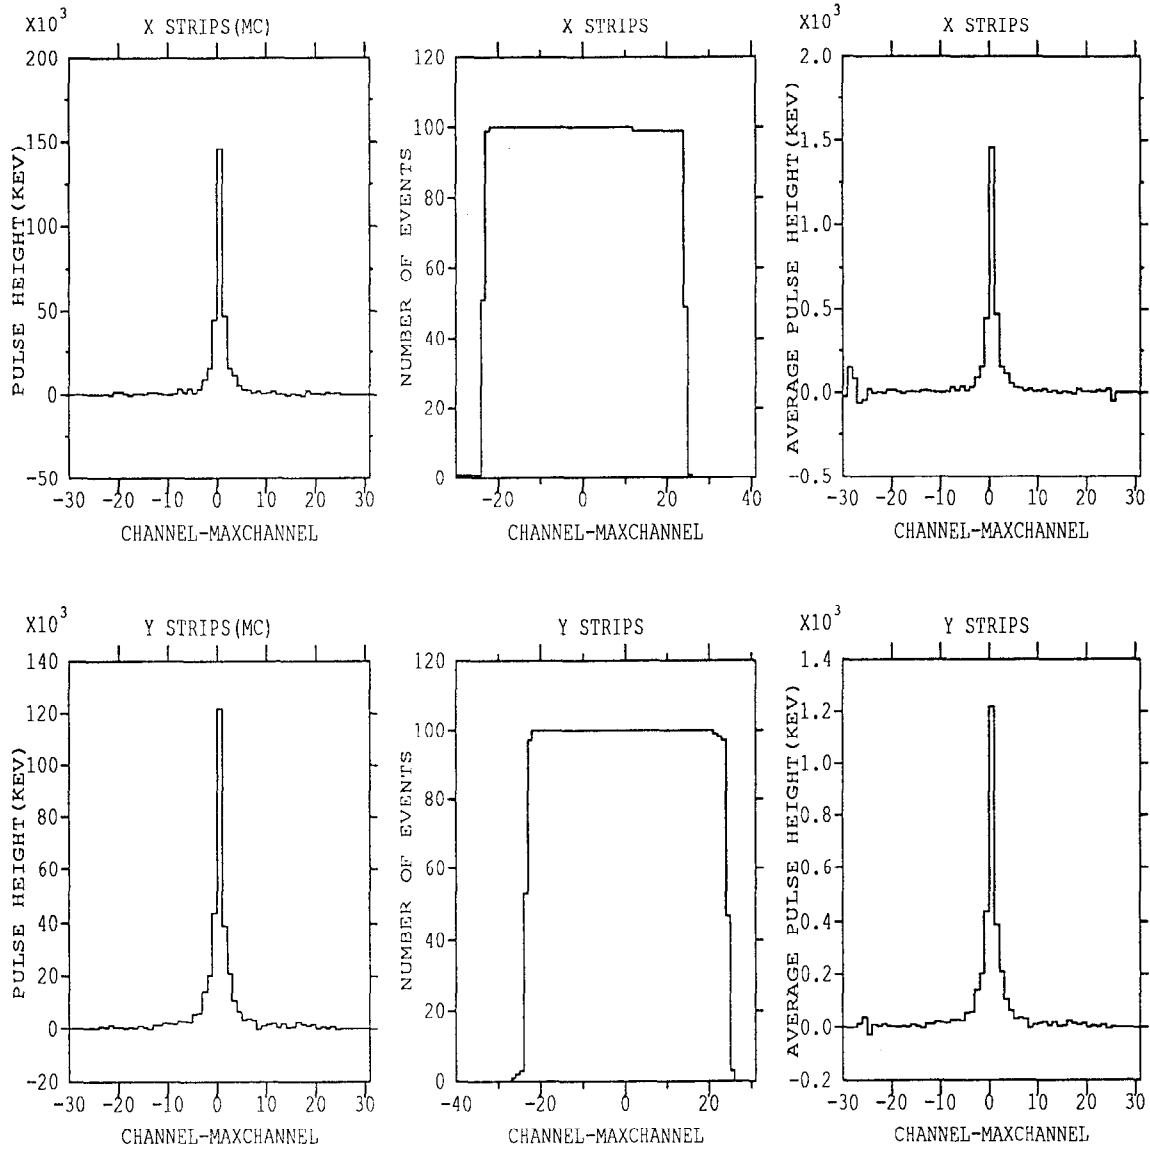 X10³ X STRIPS(MC)
200
150
100
50
0
-50
PULSE HEIGHT(KEV)
-30 -20 -10 0 10 20 30
CHANNEL-MAXCHANNEL
X STRIPS
120
100
80
60
40
20
0
NUMBER OF EVENTS
-20 0 20 40
CHANNEL-MAXCHANNEL
X10³ X STRIPS
2.0
1.5
1.0
0.5
0.0
-0.5
AVERAGE PULSE HEIGHT(KEV)
-30 -20 -10 0 10 20 30
CHANNEL-MAXCHANNEL
X10³ Y STRIPS(MC)
140
120
100
80
60
40
20
0
-20
PULSE HEIGHT(KEV)
-30 -20 -10 0 10 20 30
CHANNEL-MAXCHANNEL
Y STRIPS
120
100
80
60
40
20
0
NUMBER OF EVENTS
-40 -20 0 20
CHANNEL-MAXCHANNEL
X10³ Y STRIPS
1.4
1.2
1.0
0.8
0.6
0.4
0.2
0.0
-0.2
AVERAGE PULSE HEIGHT(KEV)
-30 -20 -10 0 10 20 30
CHANNEL-MAXCHANNEL